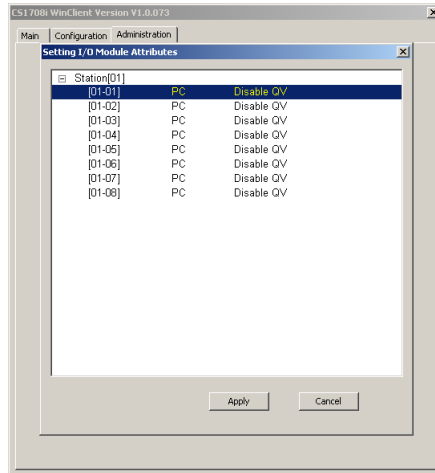 CS1708i WinClient Version V1.0.073
Main Configuration Administration
Setting I/O Module Attributes
Station[01]
[01-01] PC Disable QV
[01-02] PC Disable QV
[01-03] PC Disable QV
[01-04] PC Disable QV
[01-05] PC Disable QV
[01-06] PC Disable QV
[01-07] PC Disable QV
[01-08] PC Disable QV
Apply Cancel